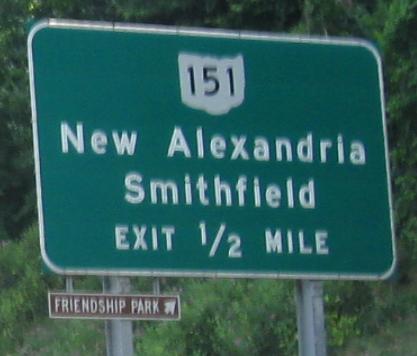 151
New Alexandria
Smithfield
EXIT 1/2 MILE
FRIENDSHIP PARK